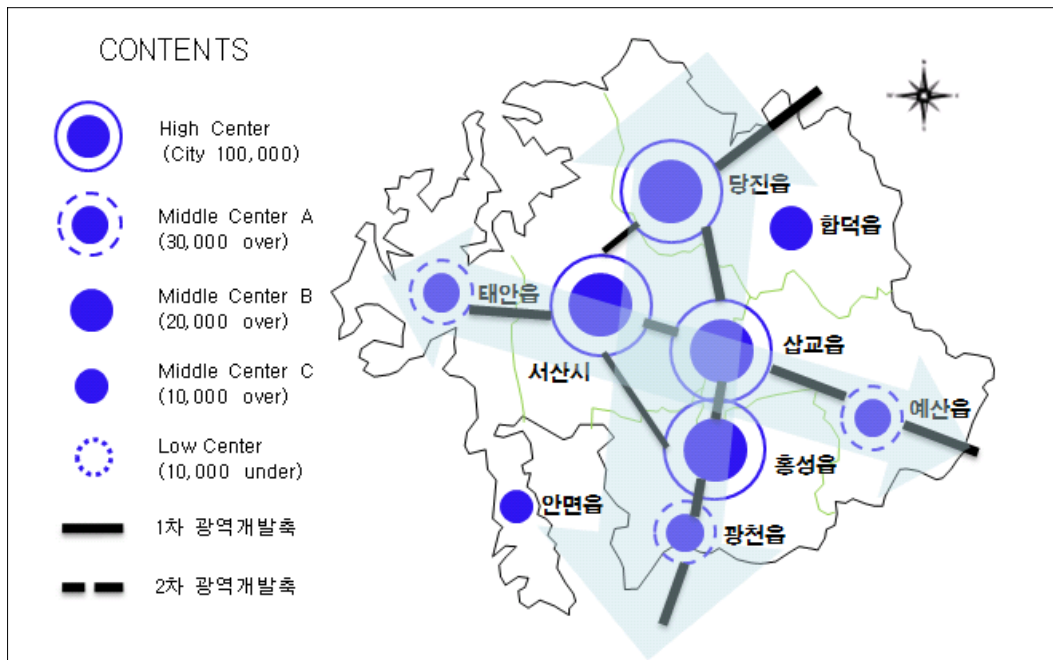 CONTENTS
High Center
(City 100,000)
Middle Center A
(30,000 over)
Middle Center B
(20,000 over)
Middle Center C
(10,000 over)
Low Center
(10,000 under)
1차 광역개발축
2차 광역개발축
당진읍
합덕읍
태안읍
서산시
삽교읍
예산읍
홍성읍
안면읍
광천읍